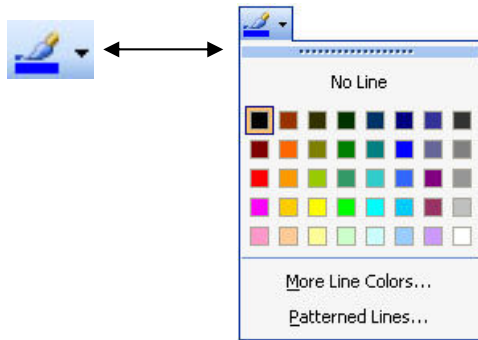 No Line
More Line Colors...
Patterned Lines...